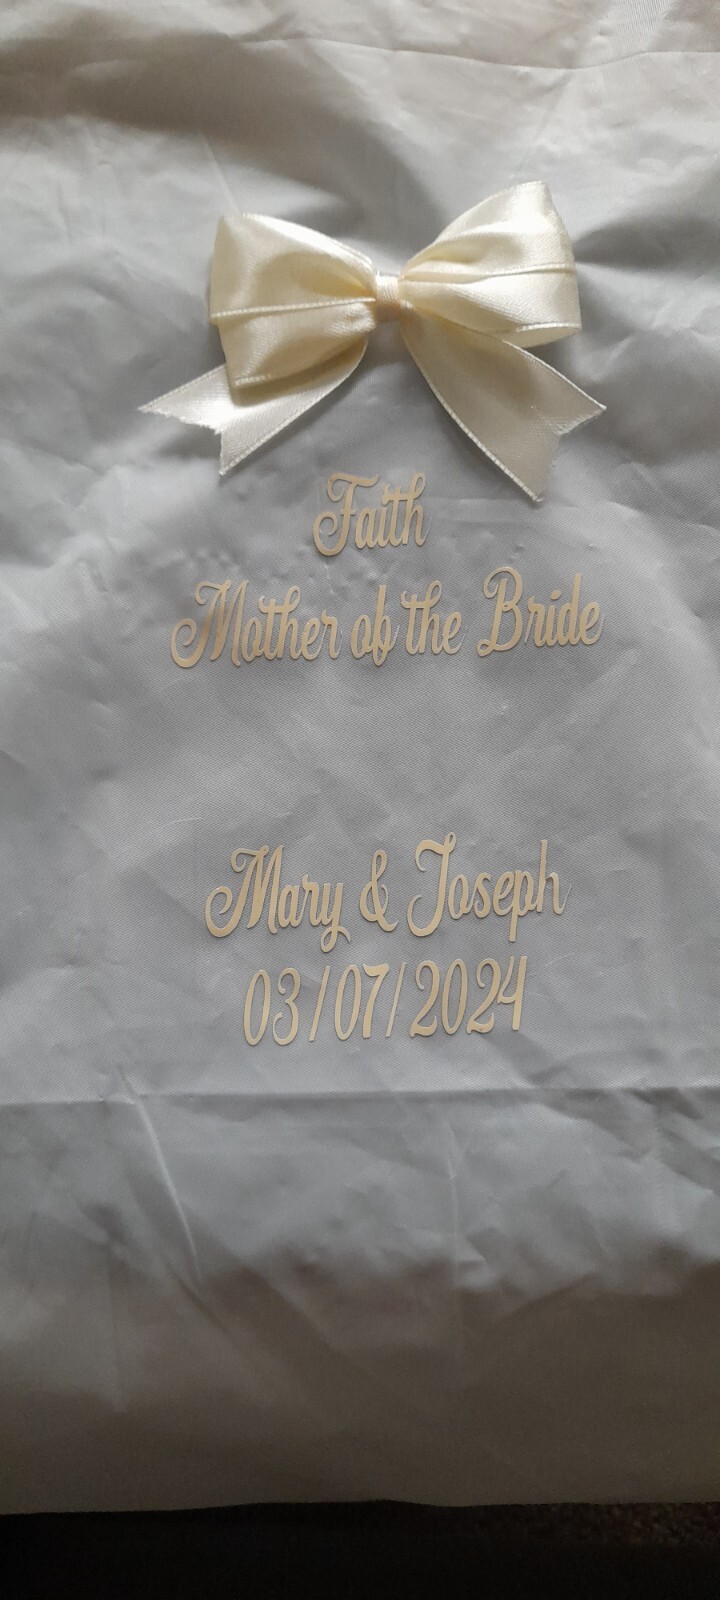 Faith
Mother of the Bride
Mary & Joseph
03/07/2024